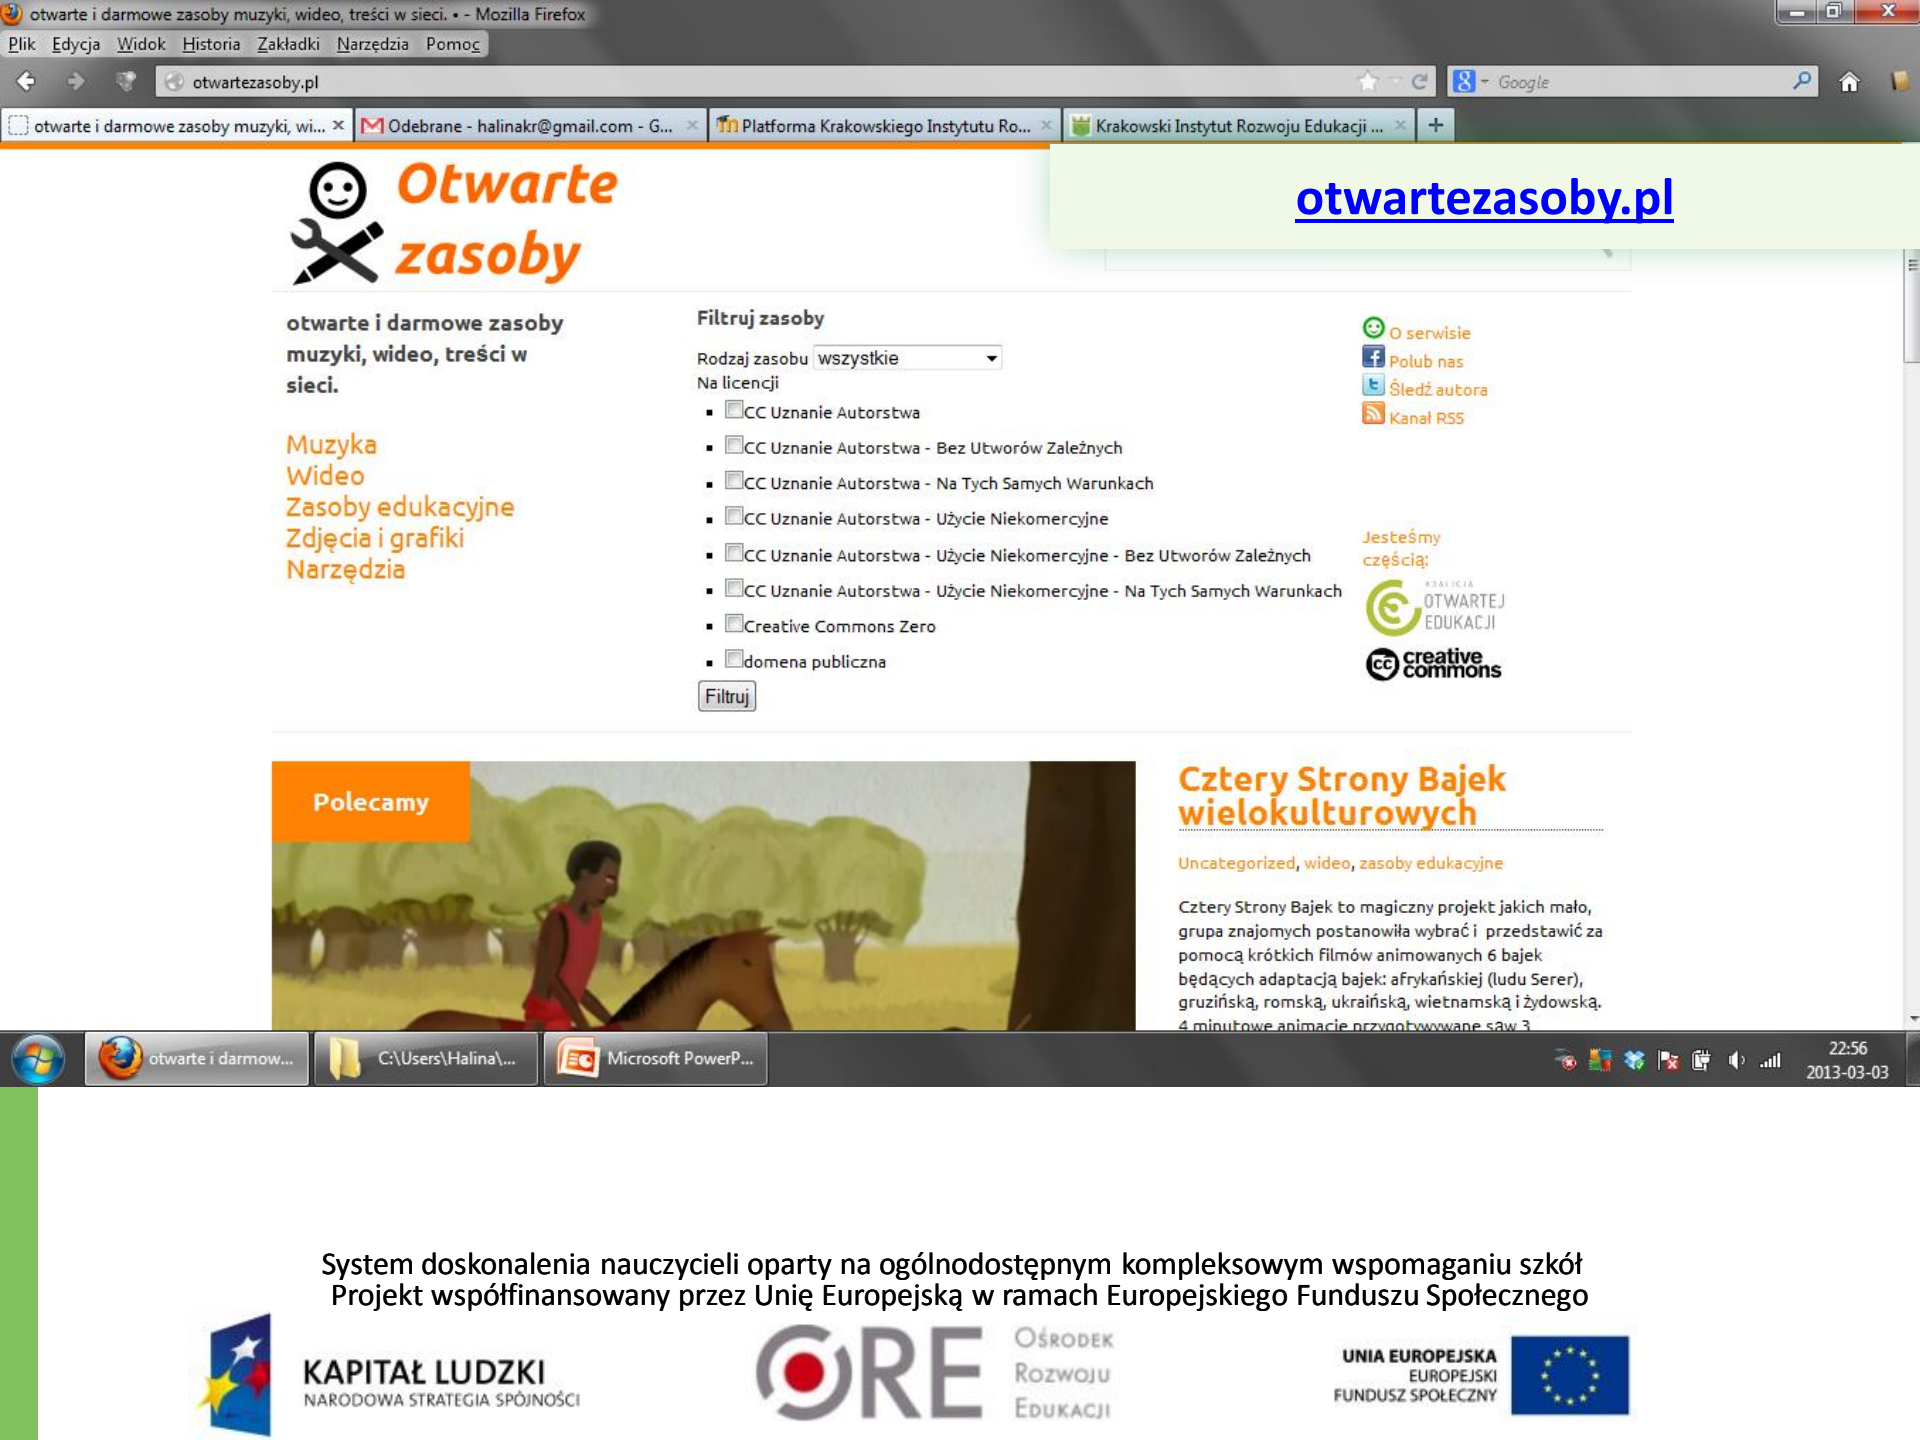 otwarte i darmowe zasoby muzyki, wideo, treści w sieci. • - Mozilla Firefox
Plik Edycja Widok Historia Zakładki Narzędzia Pomoc
otwartezasoby.pl
Google
otwarte i darmowe zasoby muzyki, wi...
Odebrane - halinakr@gmail.com - G...
Platforma Krakowskiego Instytutu Ro...
Krakowski Instytut Rozwoju Edukacji ...
Otwarte
zasoby
otwartezasoby.pl
otwarte i darmowe zasoby
muzyki, wideo, treści w
sieci.
Muzyka
Wideo
Zasoby edukacyjne
Zdjęcia i grafiki
Narzędzia
Filtruj zasoby
Rodzaj zasobu wszystkie
Na licencji
CC Uznanie Autorstwa
CC Uznanie Autorstwa - Bez Utworów Zależnych
CC Uznanie Autorstwa - Na Tych Samych Warunkach
CC Uznanie Autorstwa - Użycie Niekomercyjne
CC Uznanie Autorstwa - Użycie Niekomercyjne - Bez Utworów Zależnych
CC Uznanie Autorstwa - Użycie Niekomercyjne - Na Tych Samych Warunkach
Creative Commons Zero
domena publiczna
Filtruj
O serwisie
Polub nas
Śledź autora
Kanał RSS
Jesteśmy
częścią:
KOALICJA
OTWARTEJ
EDUKACJI
cc creative
commons
Polecamy
Cztery Strony Bajek
wielokulturowych
Uncategorized, wideo, zasoby edukacyjne
Cztery Strony Bajek to magiczny projekt jakich mało,
grupa znajomych postanowiła wybrać i przedstawić za
pomocą krótkich filmów animowanych 6 bajek
będących adaptacją bajek: afrykańskiej (ludu Serer),
gruzińską, romską, ukraińską, wietnamską i żydowską.
4 minutowe animacje przygotywywane są w 3
otwarte i darmow...
C:\Users\Halina\...
Microsoft PowerP...
22:56
2013-03-03
System doskonalenia nauczycieli oparty na ogólnodostępnym kompleksowym wspomaganiu szkół
Projekt współfinansowany przez Unię Europejską w ramach Europejskiego Funduszu Społecznego
KAPITAŁ LUDZKI
NARODOWA STRATEGIA SPÓJNOŚCI
ORE
OŚRODEK
ROZWOJU
EDUKACJI
UNIA EUROPEJSKA
EUROPEJSKI
FUNDUSZ SPOŁECZNY